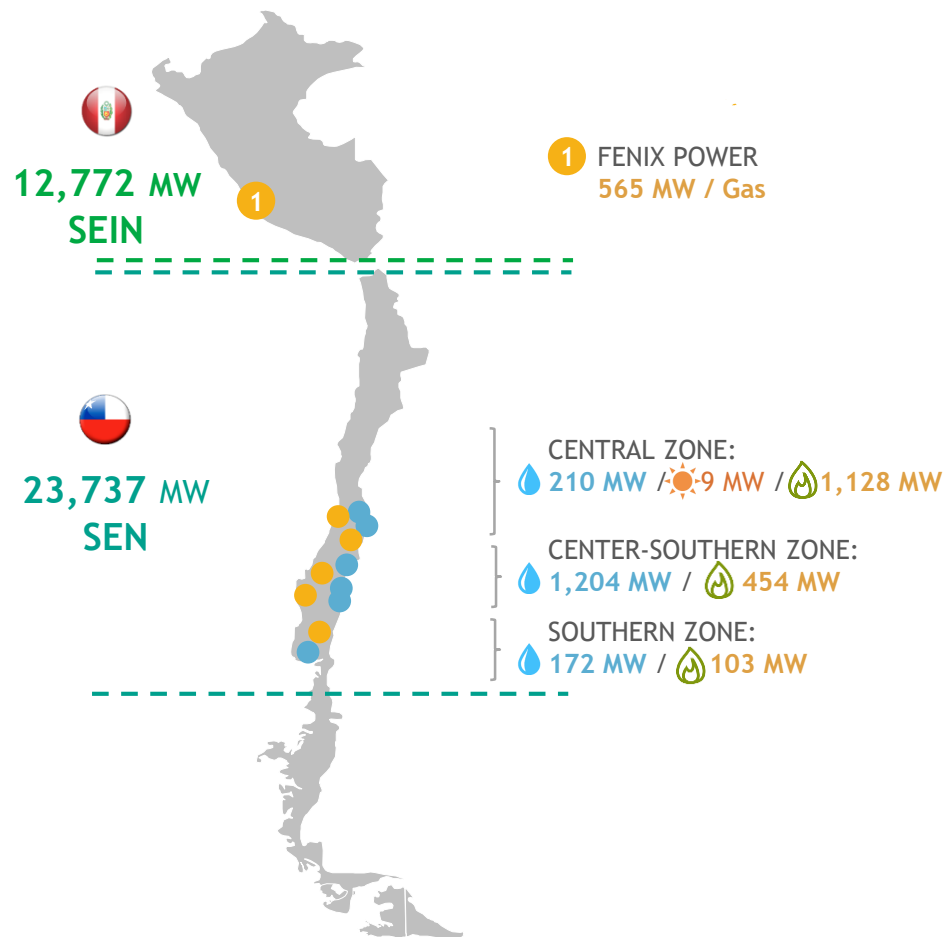 12,772 MW
SEIN
1
1 FENIX POWER
565 MW / Gas
23,737 MW
SEN
CENTRAL ZONE:
210 MW / 9 MW / 1,128 MW
CENTER-SOUTHERN ZONE:
1,204 MW / 454 MW
SOUTHERN ZONE:
172 MW / 103 MW